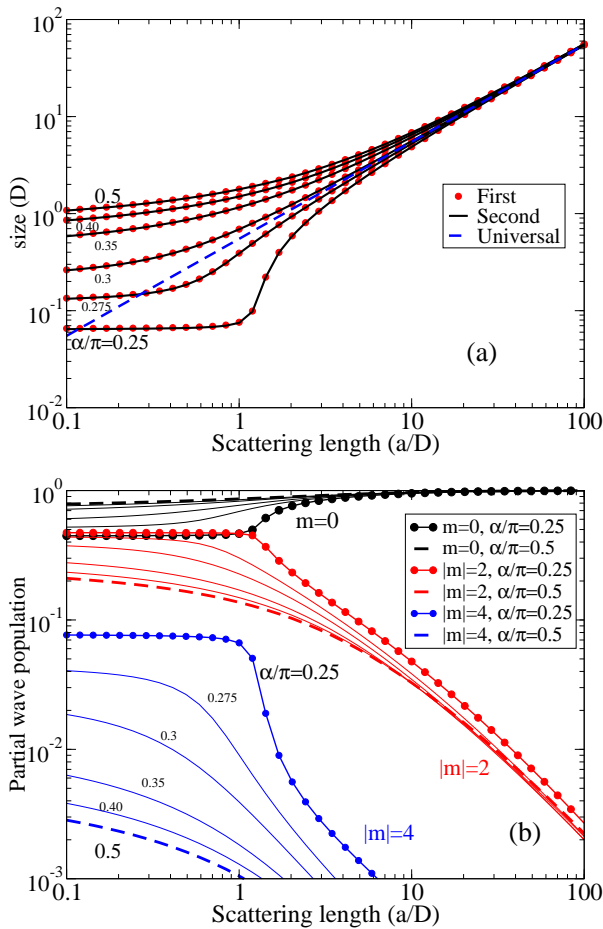 10^2
10^1
10^0
10^-1
10^-2
size (D)
0.5
0.40
0.35
0.3
0.275
α/π=0.25
First
Second
Universal
(a)
0.1
1
10
100
Scattering length (a/D)
10^0
10^-1
10^-2
10^-3
Partial wave population
m=0
m=0, α/π=0.25
m=0, α/π=0.5
|m|=2, α/π=0.25
|m|=2, α/π=0.5
|m|=4, α/π=0.25
|m|=4, α/π=0.5
α/π=0.25
0.275
0.3
0.35
0.40
0.5
|m|=2
|m|=4
(b)
0.1
1
10
100
Scattering length (a/D)